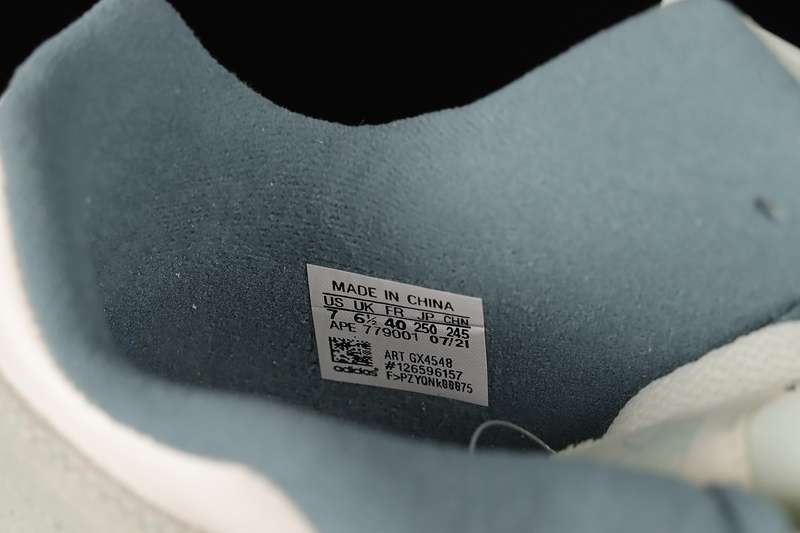 MADE IN CHINA
US UK FR JP CHN
7 6½ 40 250 245
APE 779001 07/21
ART GX4548
#126596157
F>PZYQNk00075
adidas